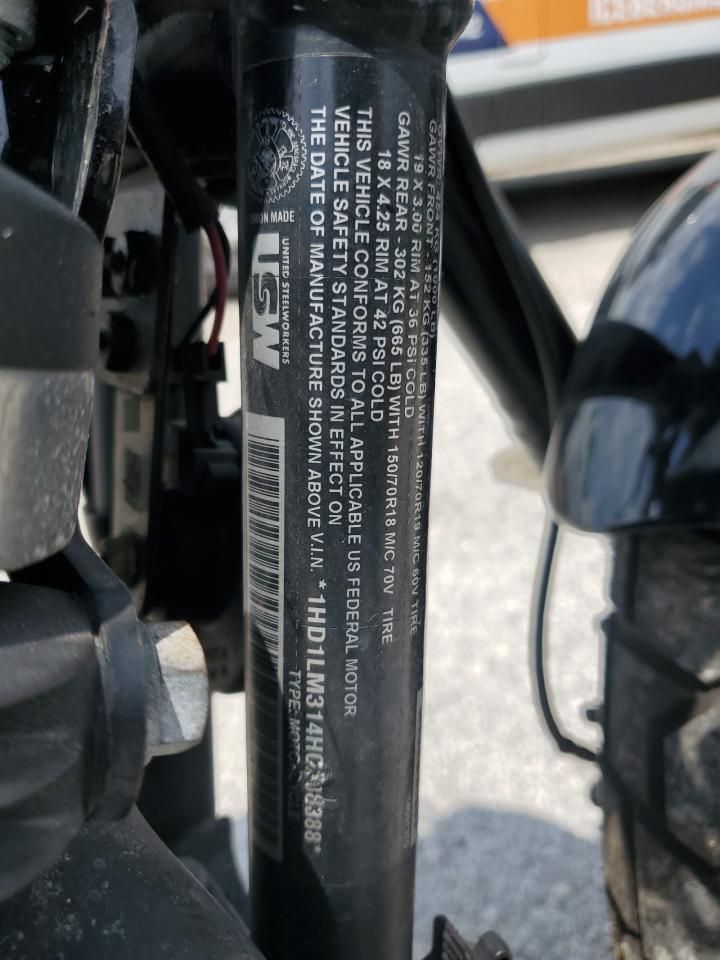 GAWR FRONT - 152 KG (335 LB) WITH 120/70R19 M/C 60V TIRE
19 X 3.00 RIM AT 36 PSI COLD
GAWR REAR - 302 KG (665 LB) WITH 150/70R18 M/C 70V TIRE
18 X 4.25 RIM AT 42 PSI COLD
THIS VEHICLE CONFORMS TO ALL APPLICABLE US FEDERAL MOTOR
VEHICLE SAFETY STANDARDS IN EFFECT ON
THE DATE OF MANUFACTURE SHOWN ABOVE V.I.N.
TYPE: MOTORCYCLE
MADE
USW
UNITED STEELWORKERS